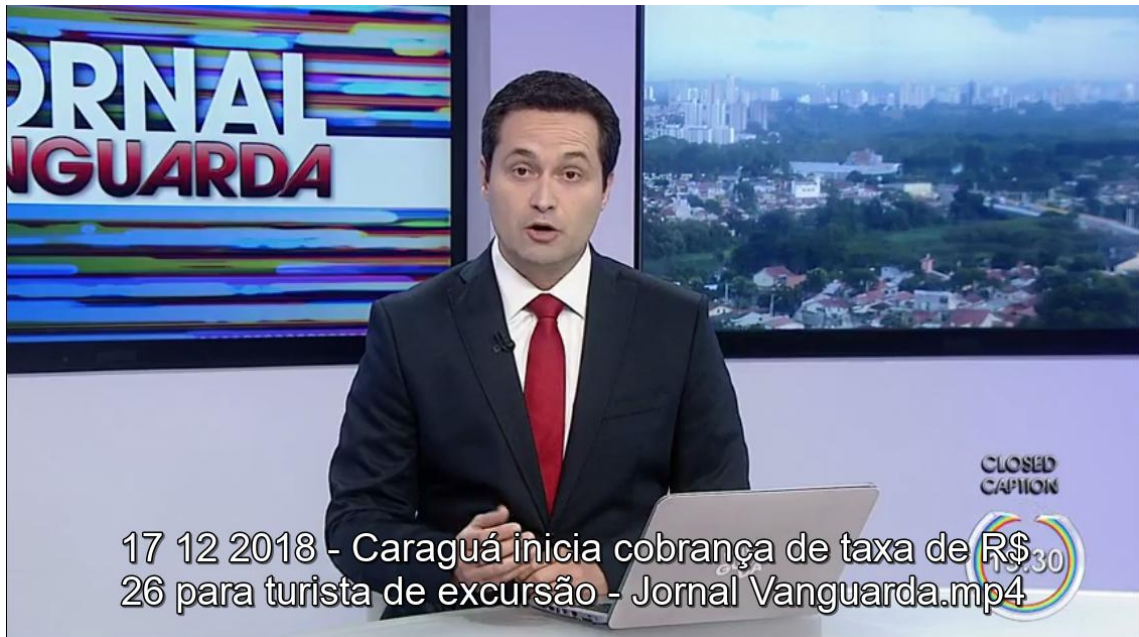 ORNAL
NGUARDA
CLOSED
CAPTION
17 12 2018 - Caraguá inicia cobrança de taxa de R$
26 para turista de excursão - Jornal Vanguarda.mp4
:30